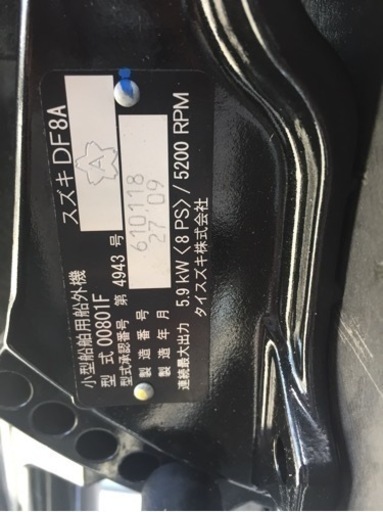 スズキ DF8A
A
小型船舶用船外機
型 式 00801F
型式承認番号 第 4943 号
製 造 番 号 610118
製 造 年 月 27 09
連続最大出力 5.9 kW〈8 PS〉/ 5200 RPM
タイスズキ株式会社